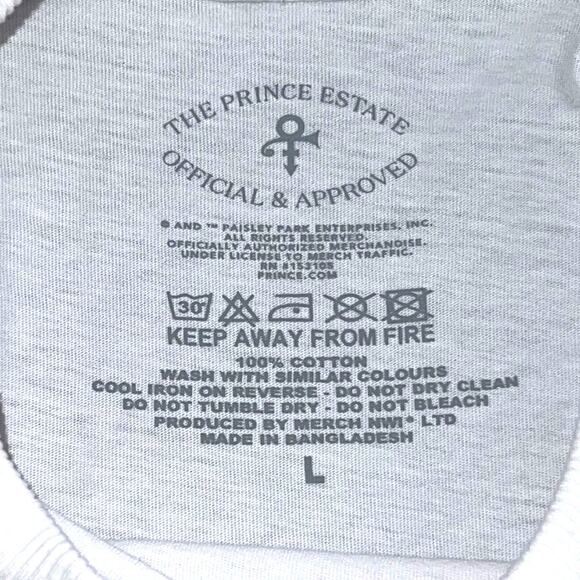 THE PRINCE ESTATE
OFFICIAL & APPROVED
© AND ™ PAISLEY PARK ENTERPRISES, INC.
ALL RIGHTS RESERVED.
OFFICIALLY AUTHORIZED MERCHANDISE.
UNDER LICENSE TO MERCH TRAFFIC.
RN #153105
PRINCE.COM
30°
KEEP AWAY FROM FIRE
100% COTTON
WASH WITH SIMILAR COLOURS
COOL IRON ON REVERSE - DO NOT DRY CLEAN
DO NOT TUMBLE DRY - DO NOT BLEACH
PRODUCED BY MERCH NWI* LTD
MADE IN BANGLADESH
L